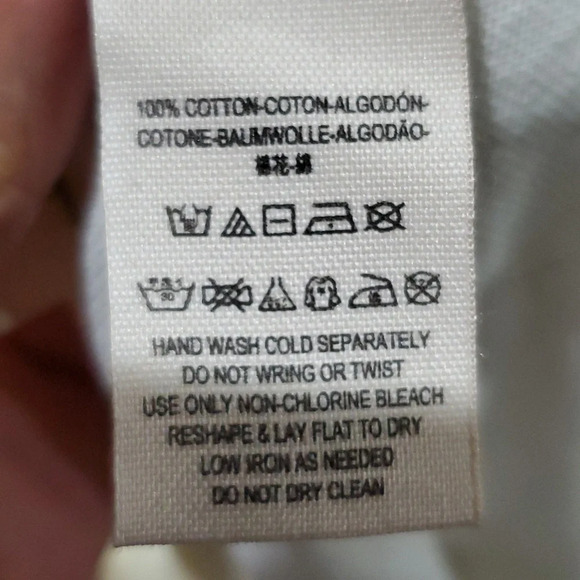 100% COTTON-COTON-ALGODÓN-
COTONE-BAUMWOLLE-ALGODÃO-
棉花-綿
30
HAND WASH COLD SEPARATELY
DO NOT WRING OR TWIST
USE ONLY NON-CHLORINE BLEACH
RESHAPE & LAY FLAT TO DRY
LOW IRON AS NEEDED
DO NOT DRY CLEAN